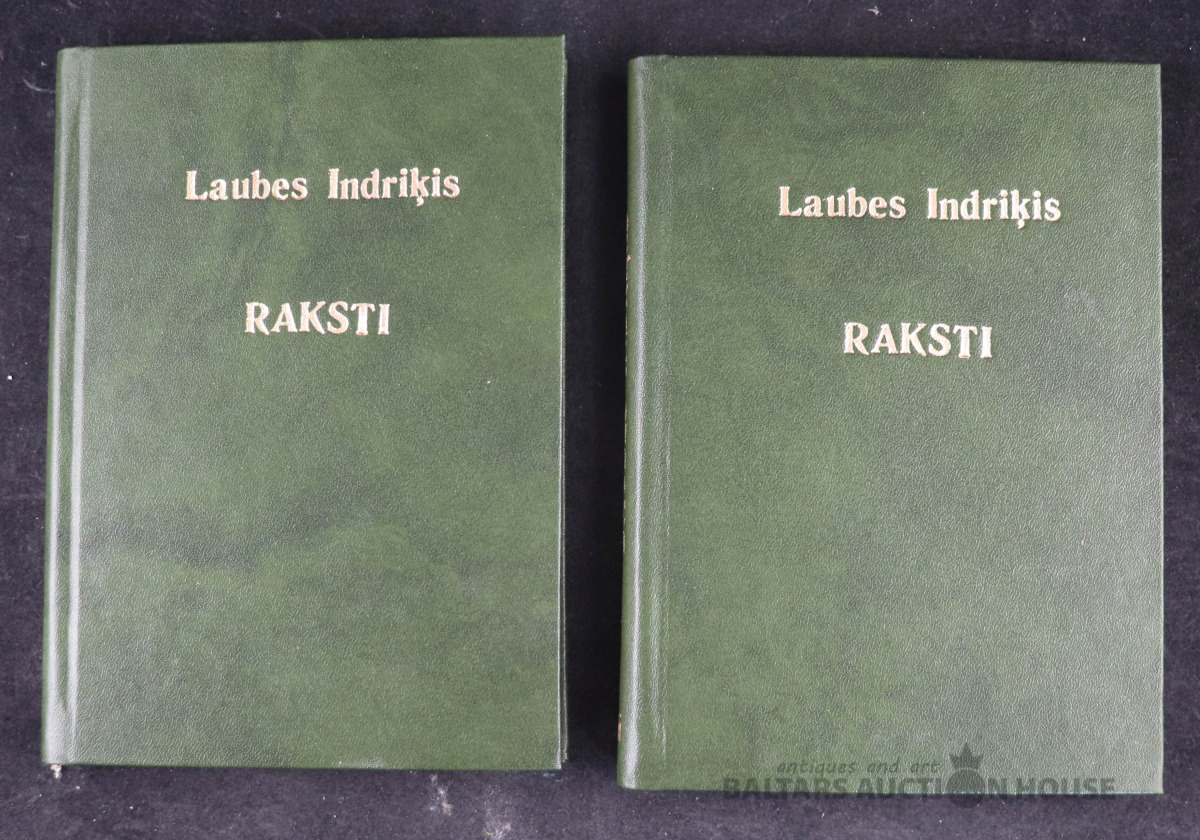 Laubes Indriķis
RAKSTI
Laubes Indriķis
RAKSTI
antiques and art
BALTARS AUCTION HOUSE